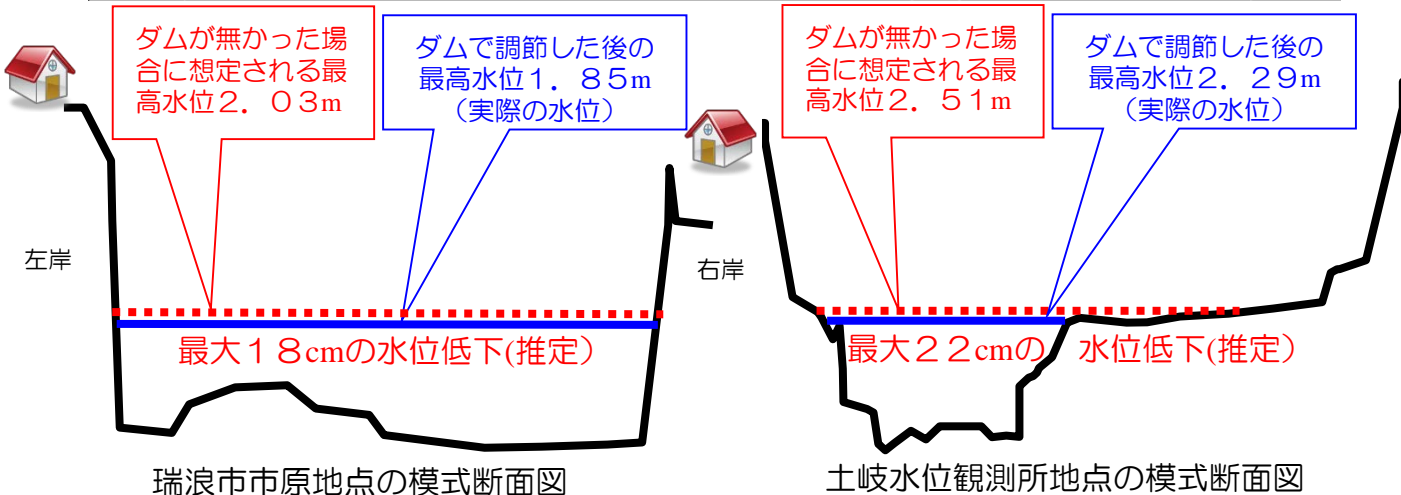 ダムが無かった場
合に想定される最
高水位２．０３m
ダムで調節した後の
最高水位１．８５m
（実際の水位）
左岸
最大１８cmの水位低下(推定）
瑞浪市市原地点の模式断面図
ダムが無かった場
合に想定される最
高水位２．５１m
ダムで調節した後の
最高水位２．２９m
（実際の水位）
右岸
最大２２cmの　水位低下(推定）
土岐水位観測所地点の模式断面図